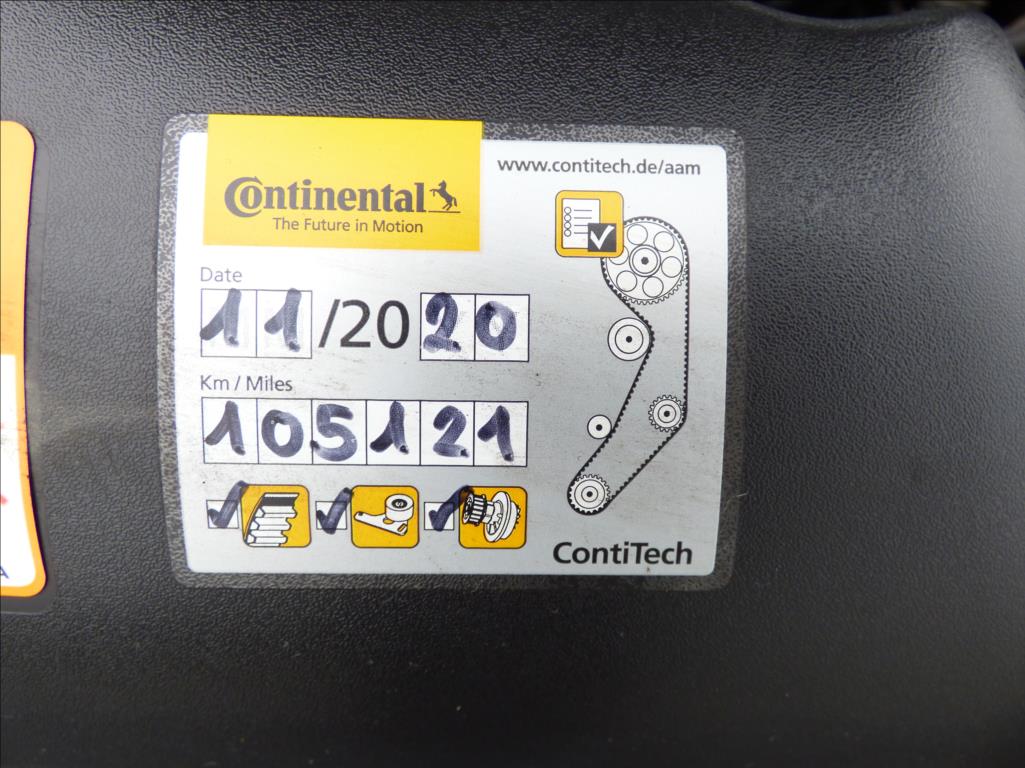 www.contitech.de/aam
Continental
The Future in Motion
Date
11/2020
Km / Miles
105121
ContiTech
A